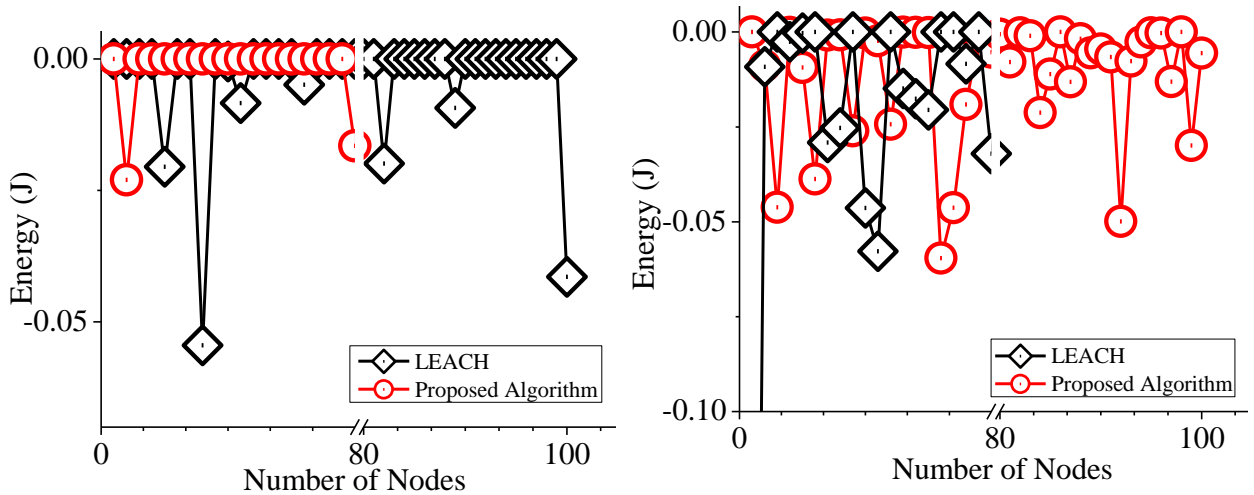 0.00
-0.05
Energy (J)
LEACH
Proposed Algorithm
0
80
100
Number of Nodes
0.00
-0.05
-0.10
Energy (J)
LEACH
Proposed Algorithm
0
80
100
Number of Nodes